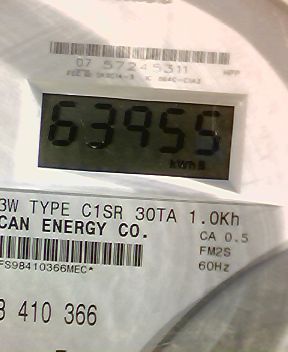 07 57245311
63955
kWh
3W TYPE C1SR 30TA 1.0Kh
CAN ENERGY CO.
CA 0.5
FM2S
60Hz
FS98410366MEC*
8 410 366